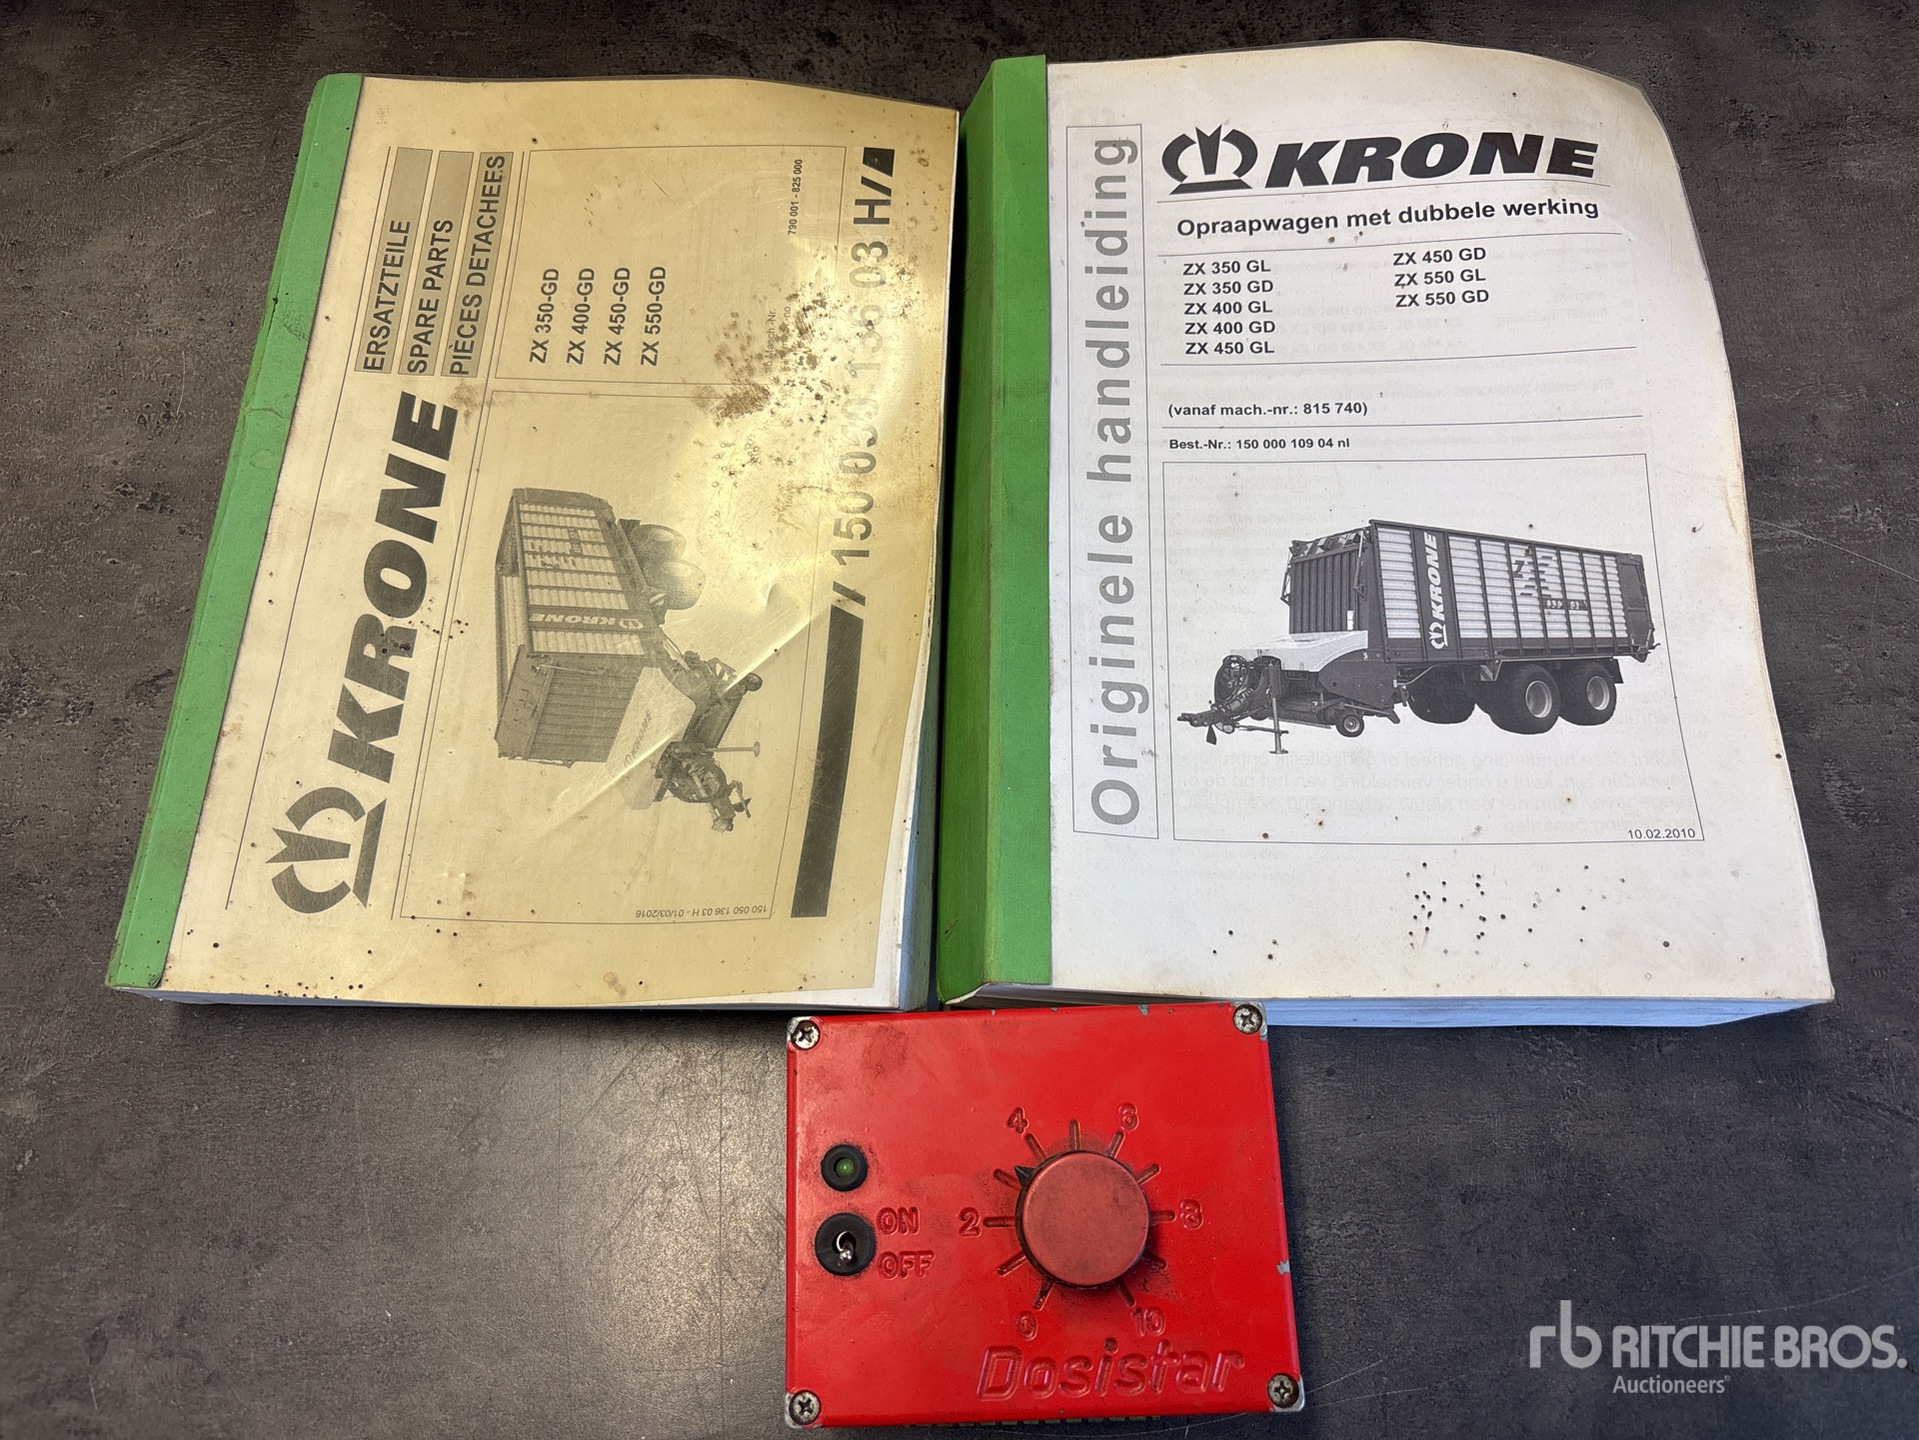 ERSATZTEILE
SPARE PARTS
PIÈCES DETACHEES
KRONE
ZX 350-GD
ZX 400-GD
ZX 450-GD
ZX 550-GD
790 001 - 825 000
150 050 136 03 H
150 050 136 03 H - 01/03/2016
KRONE
KRONE
Originele handleiding
KRONE
Opraapwagen met dubbele werking
ZX 350 GL
ZX 350 GD
ZX 400 GL
ZX 400 GD
ZX 450 GL
ZX 450 GD
ZX 550 GL
ZX 550 GD
(vanaf mach.-nr.: 815 740)
Best.-Nr.: 150 000 109 04 nl
KRONE
10.02.2010
ON
OFF
0
2
4
6
8
10
Dosistar
rb RITCHIE BROS.
Auctioneers